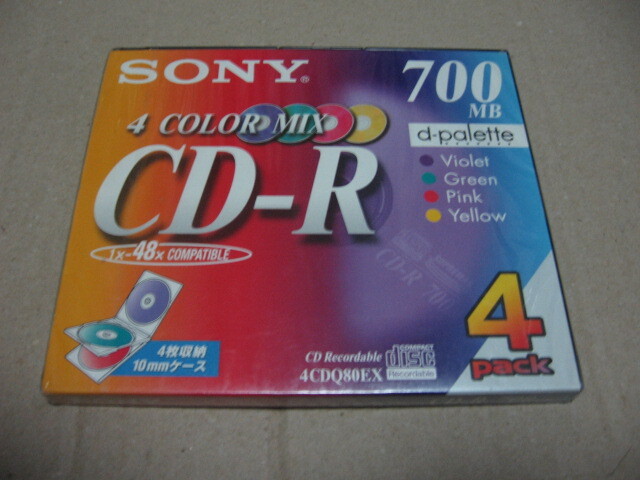 SONY®
700
MB
4 COLOR MIX
d-palette
CD-R
Violet
Green
Pink
Yellow
1x-48x COMPATIBLE
CD-R 70
4枚収納
10mmケース
4
pack
CD Recordable
4CDQ80EX
COMPACT
disc
Recordable